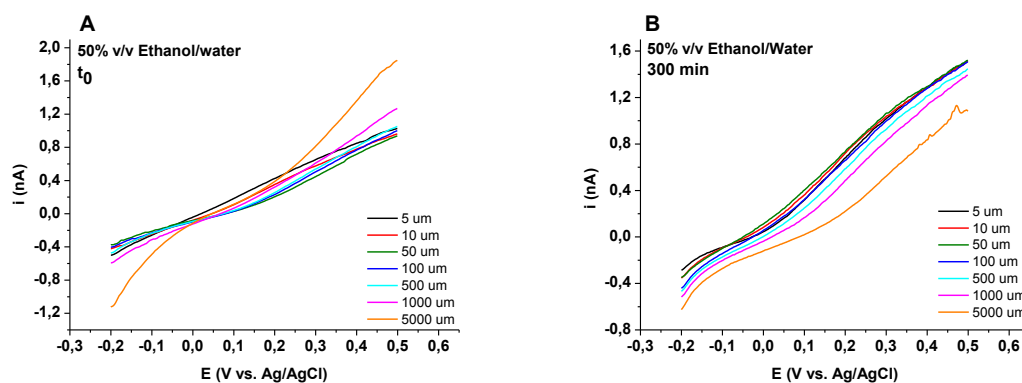 A
50% v/v Ethanol/water
t0
2,0
1,6
1,2
0,8
0,4
0,0
-0,4
-0,8
-1,2
i (nA)
5 um
10 um
50 um
100 um
500 um
1000 um
5000 um
-0,3 -0,2 -0,1 0,0 0,1 0,2 0,3 0,4 0,5 0,6
E (V vs. Ag/AgCl)
B
50% v/v Ethanol/Water
300 min
1,6
1,2
0,8
0,4
0,0
-0,4
-0,8
i (nA)
5 um
10 um
50 um
100 um
500 um
1000 um
5000 um
-0,3 -0,2 -0,1 0,0 0,1 0,2 0,3 0,4 0,5 0,6
E (V vs. Ag/AgCl)